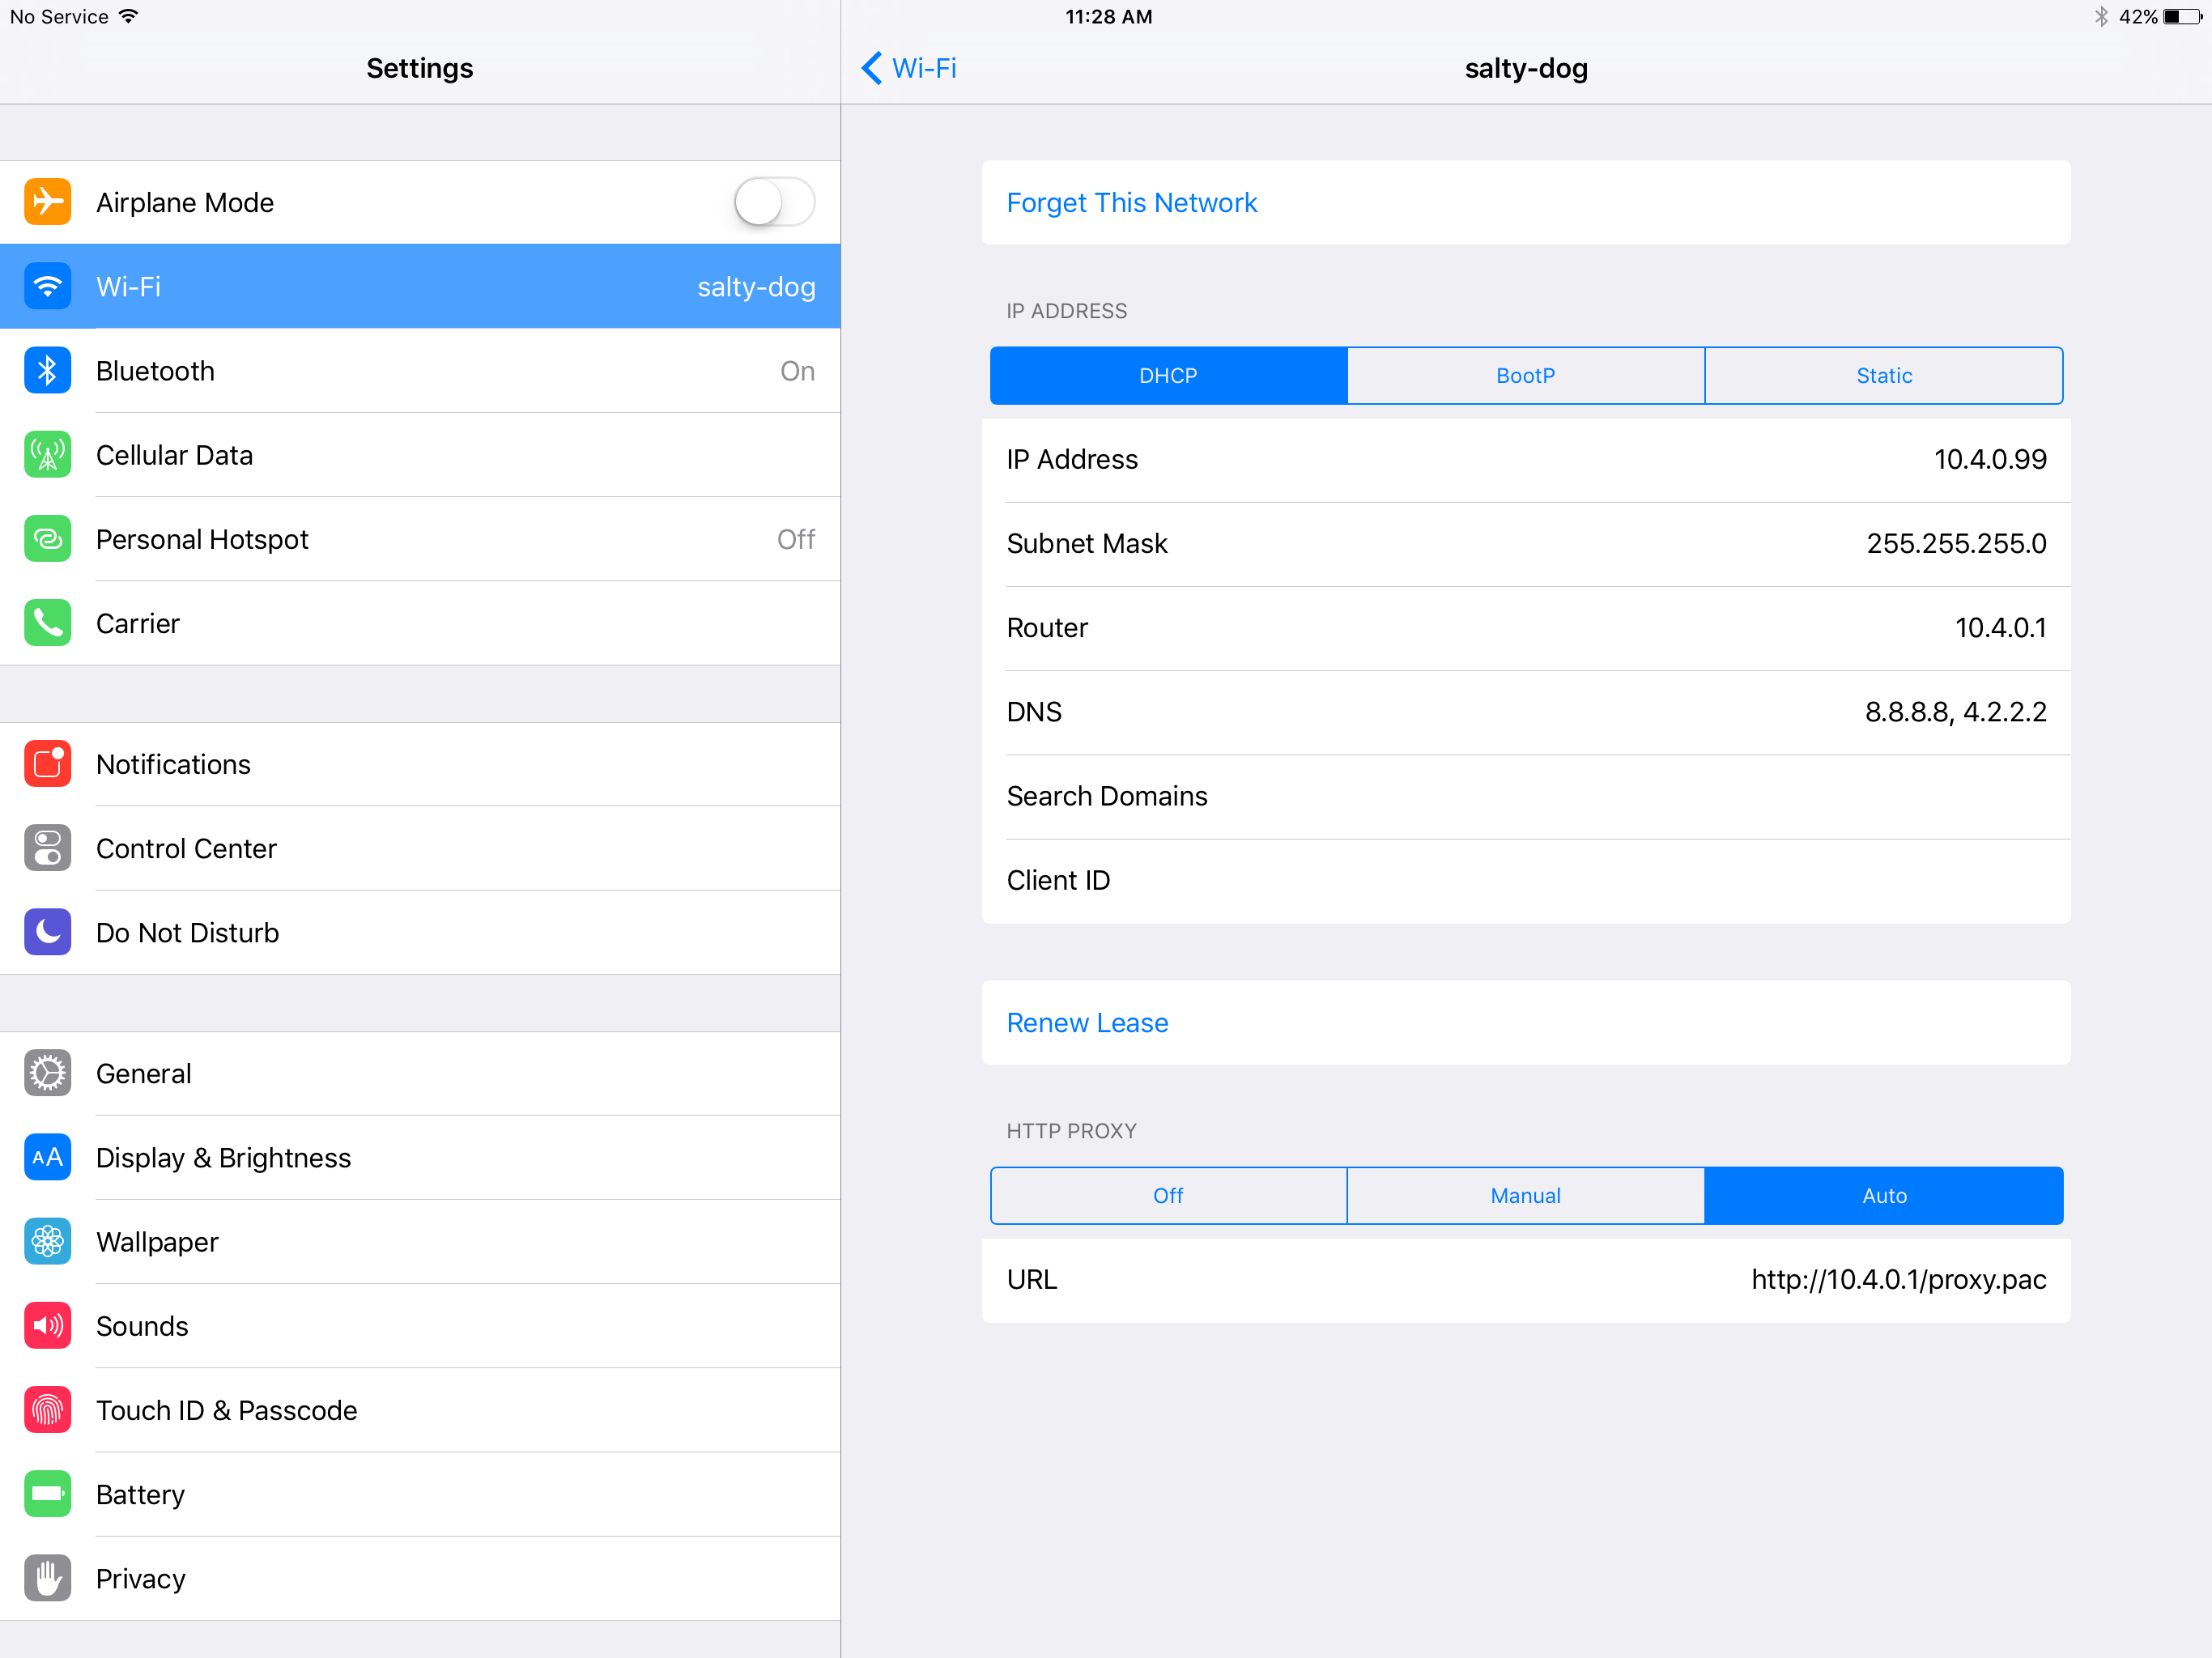 No Service
11:28 AM
42%
Settings
Wi-Fi
salty-dog
Airplane Mode
Wi-Fi salty-dog
Bluetooth On
Cellular Data
Personal Hotspot Off
Carrier
Notifications
Control Center
Do Not Disturb
General
AA Display & Brightness
Wallpaper
Sounds
Touch ID & Passcode
Battery
Privacy
Forget This Network
IP ADDRESS
DHCP BootP Static
IP Address 10.4.0.99
Subnet Mask 255.255.255.0
Router 10.4.0.1
DNS 8.8.8.8, 4.2.2.2
Search Domains
Client ID
Renew Lease
HTTP PROXY
Off Manual Auto
URL http://10.4.0.1/proxy.pac